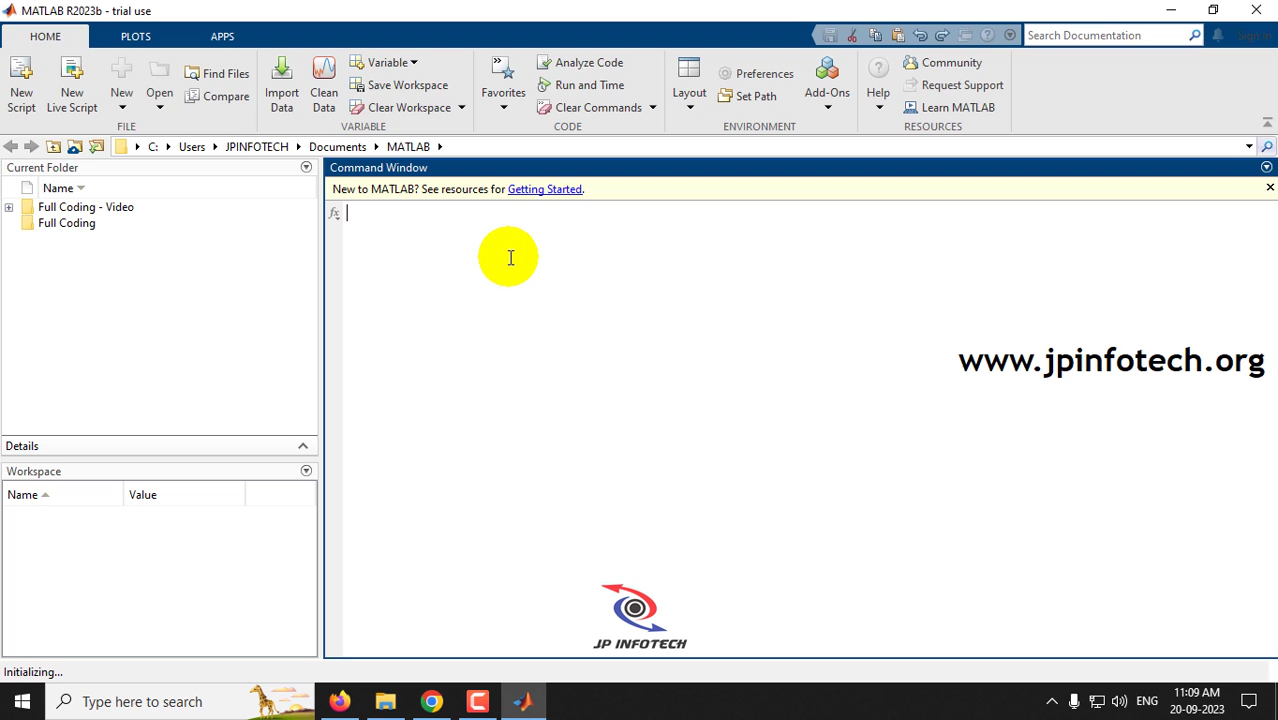 MATLAB R2023b - trial use
HOME PLOTS APPS
Search Documentation
Sign In
New Script
New Live Script
New
Open
Find Files
Compare
FILE
Import Data
Clean Data
Variable
Save Workspace
Clear Workspace
VARIABLE
Favorites
Analyze Code
Run and Time
Clear Commands
CODE
Layout
Preferences
Set Path
Add-Ons
ENVIRONMENT
Help
Community
Request Support
Learn MATLAB
RESOURCES
C: Users JPINFOTECH Documents MATLAB
Current Folder
Name
Full Coding - Video
Full Coding
Details
Workspace
Name Value
Command Window
New to MATLAB? See resources for Getting Started.
fx
www.jpinfotech.org
JP INFOTECH
Initializing...
Type here to search
ENG
11:09 AM
20-09-2023